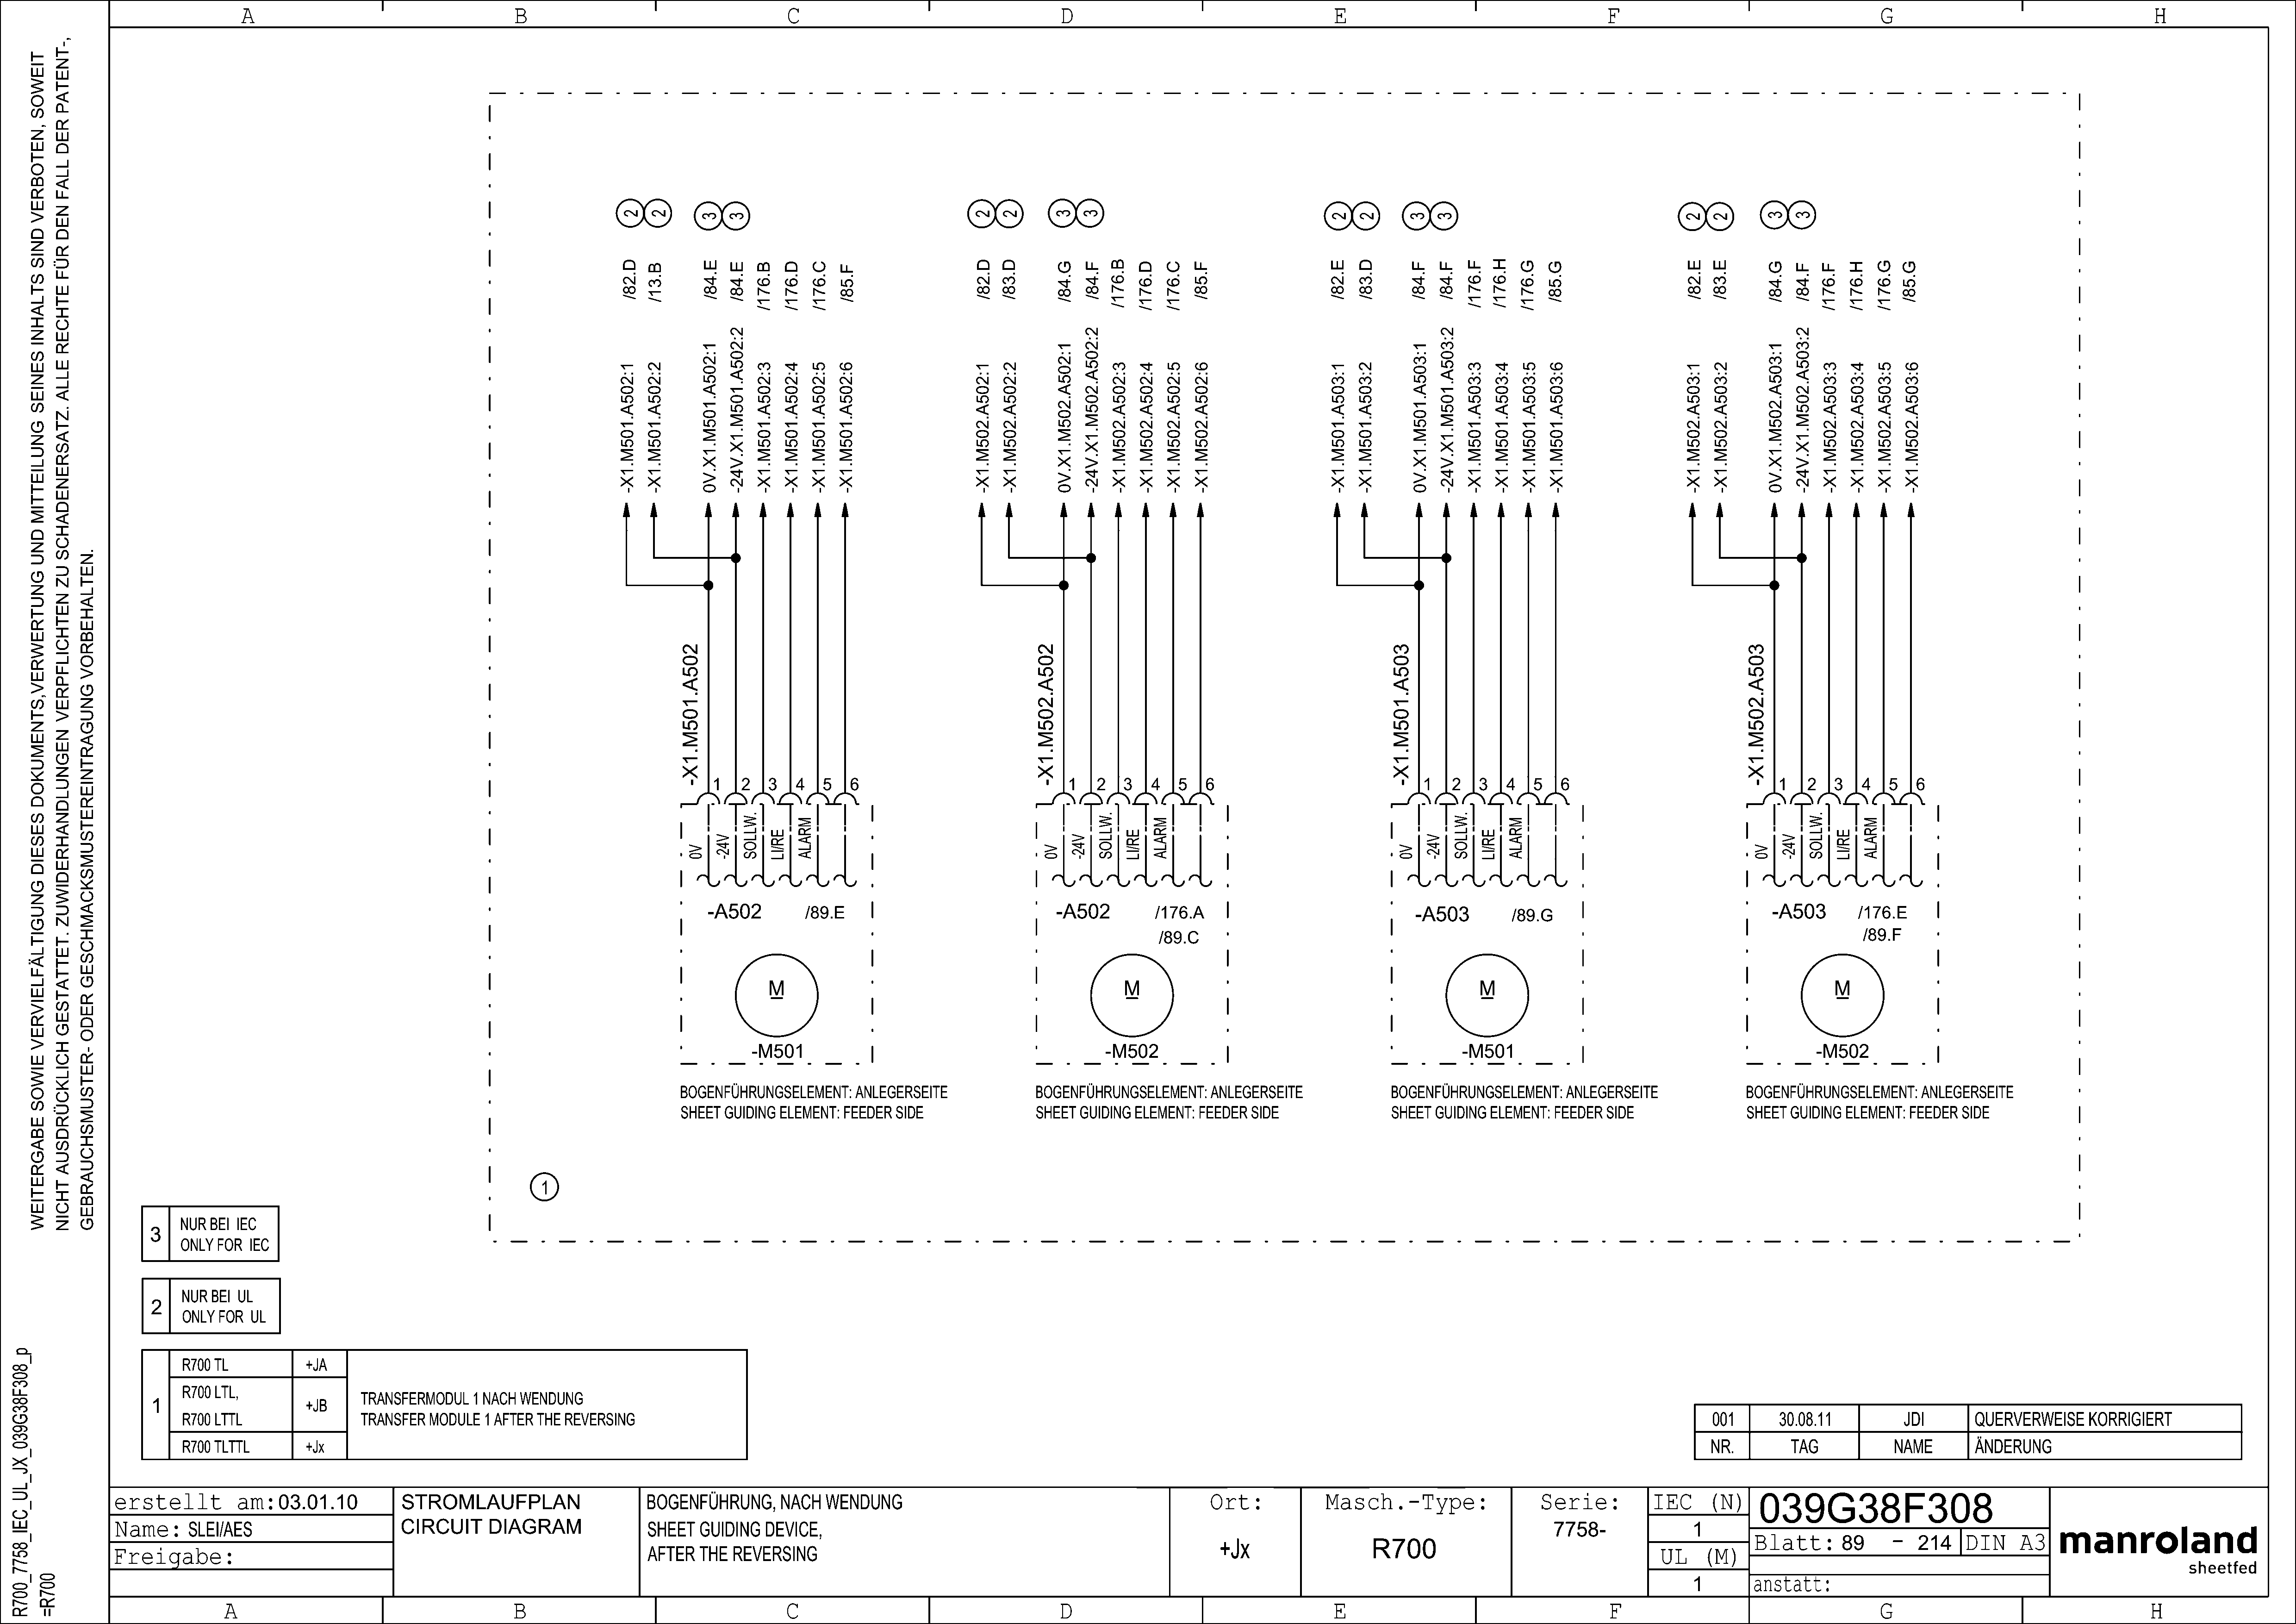 A B C D E F G H
WEITERGABE SOWIE VERVIELFÄLTIGUNG DIESES DOKUMENTS,VERWERTUNG UND MITTEILUNG SEINES INHALTS SIND VERBOTEN, SOWEIT
NICHT AUSDRÜCKLICH GESTATTET. ZUWIDERHANDLUNGEN VERPFLICHTEN ZU SCHADENERSATZ. ALLE RECHTE FÜR DEN FALL DER PATENT-,
GEBRAUCHSMUSTER- ODER GESCHMACKSMUSTEREINTRAGUNG VORBEHALTEN.
R700_7758_IEC_UL_JX_039G38F308_p
=R700
2 2 3 3
/82.D /13.B /84.E /84.E /176.B /176.D /176.C /85.F
-X1.M501.A502:1
-X1.M501.A502:2
0V.X1.M501.A502:1
-24V.X1.M501.A502:2
-X1.M501.A502:3
-X1.M501.A502:4
-X1.M501.A502:5
-X1.M501.A502:6
-X1.M501.A502
1 2 3 4 5 6
0V -24V SOLLW. LI/RE ALARM
-A502 /89.E
M
-M501
BOGENFÜHRUNGSELEMENT: ANLEGERSEITE
SHEET GUIDING ELEMENT: FEEDER SIDE
2 2 3 3
/82.D /83.D /84.G /84.F /176.B /176.D /176.C /85.F
-X1.M502.A502:1
-X1.M502.A502:2
0V.X1.M502.A502:1
-24V.X1.M502.A502:2
-X1.M502.A502:3
-X1.M502.A502:4
-X1.M502.A502:5
-X1.M502.A502:6
-X1.M502.A502
1 2 3 4 5 6
0V -24V SOLLW. LI/RE ALARM
-A502 /176.A
/89.C
M
-M502
BOGENFÜHRUNGSELEMENT: ANLEGERSEITE
SHEET GUIDING ELEMENT: FEEDER SIDE
2 2 3 3
/82.E /83.D /84.F /84.F /176.F /176.H /176.G /85.G
-X1.M501.A503:1
-X1.M501.A503:2
0V.X1.M501.A503:1
-24V.X1.M501.A503:2
-X1.M501.A503:3
-X1.M501.A503:4
-X1.M501.A503:5
-X1.M501.A503:6
-X1.M501.A503
1 2 3 4 5 6
0V -24V SOLLW. LI/RE ALARM
-A503 /89.G
M
-M501
BOGENFÜHRUNGSELEMENT: ANLEGERSEITE
SHEET GUIDING ELEMENT: FEEDER SIDE
2 2 3 3
/82.E /83.E /84.G /84.F /176.F /176.H /176.G /85.G
-X1.M502.A503:1
-X1.M502.A503:2
0V.X1.M502.A503:1
-24V.X1.M502.A503:2
-X1.M502.A503:3
-X1.M502.A503:4
-X1.M502.A503:5
-X1.M502.A503:6
-X1.M502.A503
1 2 3 4 5 6
0V -24V SOLLW. LI/RE ALARM
-A503 /176.E
/89.F
M
-M502
BOGENFÜHRUNGSELEMENT: ANLEGERSEITE
SHEET GUIDING ELEMENT: FEEDER SIDE
1
3 NUR BEI IEC
ONLY FOR IEC
2 NUR BEI UL
ONLY FOR UL
1
R700 TL +JA
R700 LTL,
R700 LTTL +JB
R700 TLTTL +Jx
TRANSFERMODUL 1 NACH WENDUNG
TRANSFER MODULE 1 AFTER THE REVERSING
001 30.08.11 JDI QUERVERWEISE KORRIGIERT
NR. TAG NAME ÄNDERUNG
erstellt am: 03.01.10
Name: SLEI/AES
Freigabe:
STROMLAUFPLAN
CIRCUIT DIAGRAM
BOGENFÜHRUNG, NACH WENDUNG
SHEET GUIDING DEVICE,
AFTER THE REVERSING
Ort:
+Jx
Masch.-Type:
R700
Serie:
7758-
IEC (N)
1
UL (M)
1
039G38F308
Blatt: 89 - 214 DIN A3
anstatt:
manroland
sheetfed
A B C D E F G H